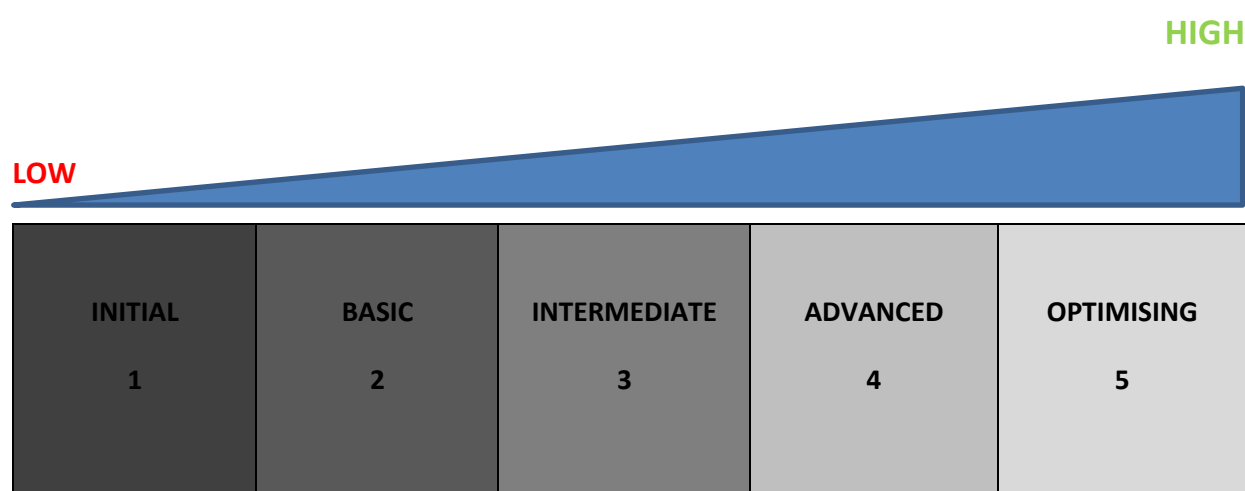 HIGH
LOW
INITIAL
BASIC
INTERMEDIATE
ADVANCED
OPTIMISING
1
2
3
4
5